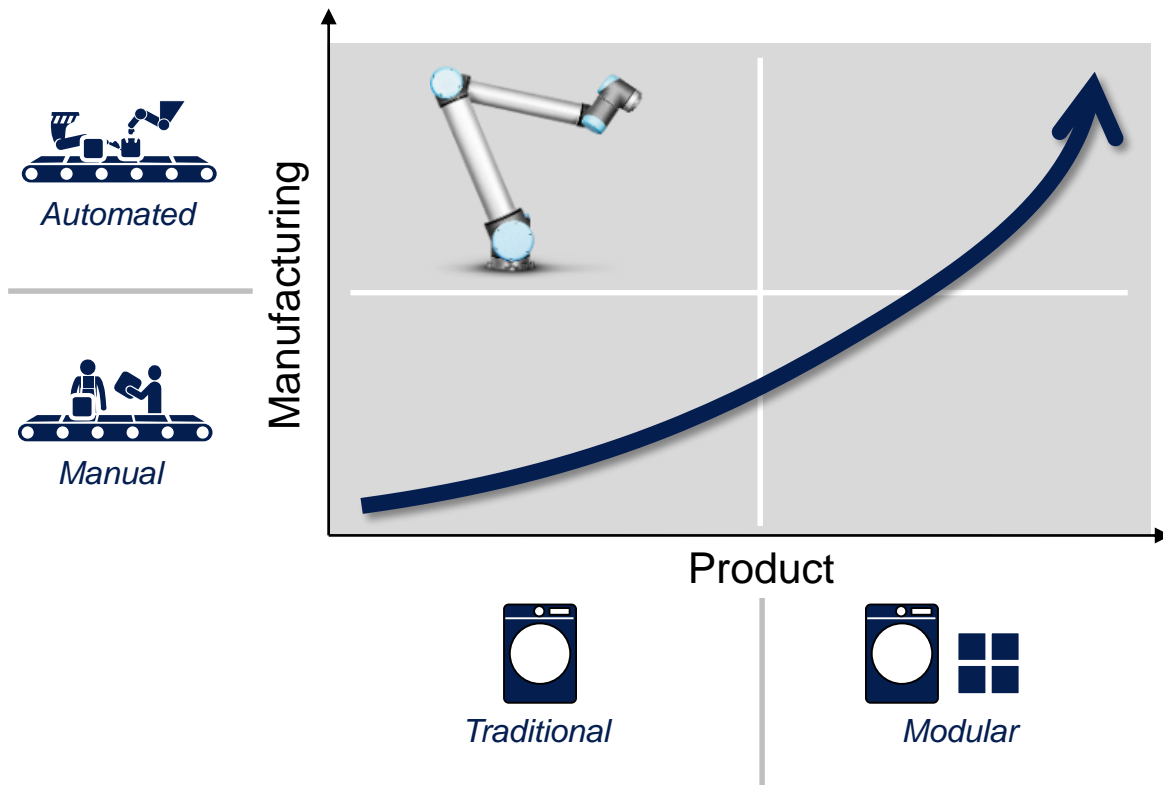 Automated
Manufacturing
Manual
Product
Traditional
Modular